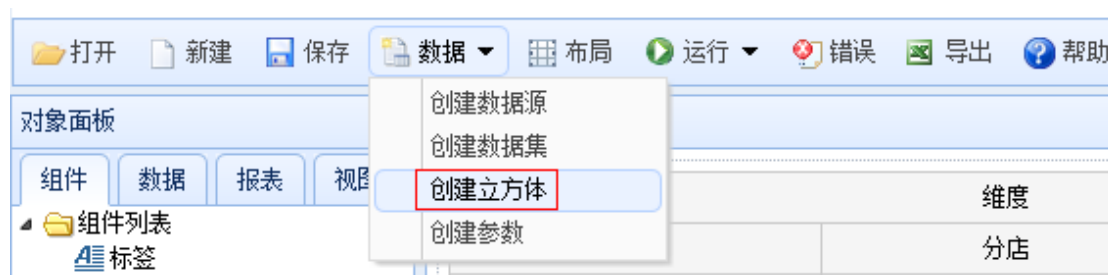 打开 新建 保存 数据 布局 运行 错误 导出 帮助
创建数据源
对象面板
创建数据集
组件 数据 报表 视图
创建立方体
维度
组件列表
创建参数
分店
标签